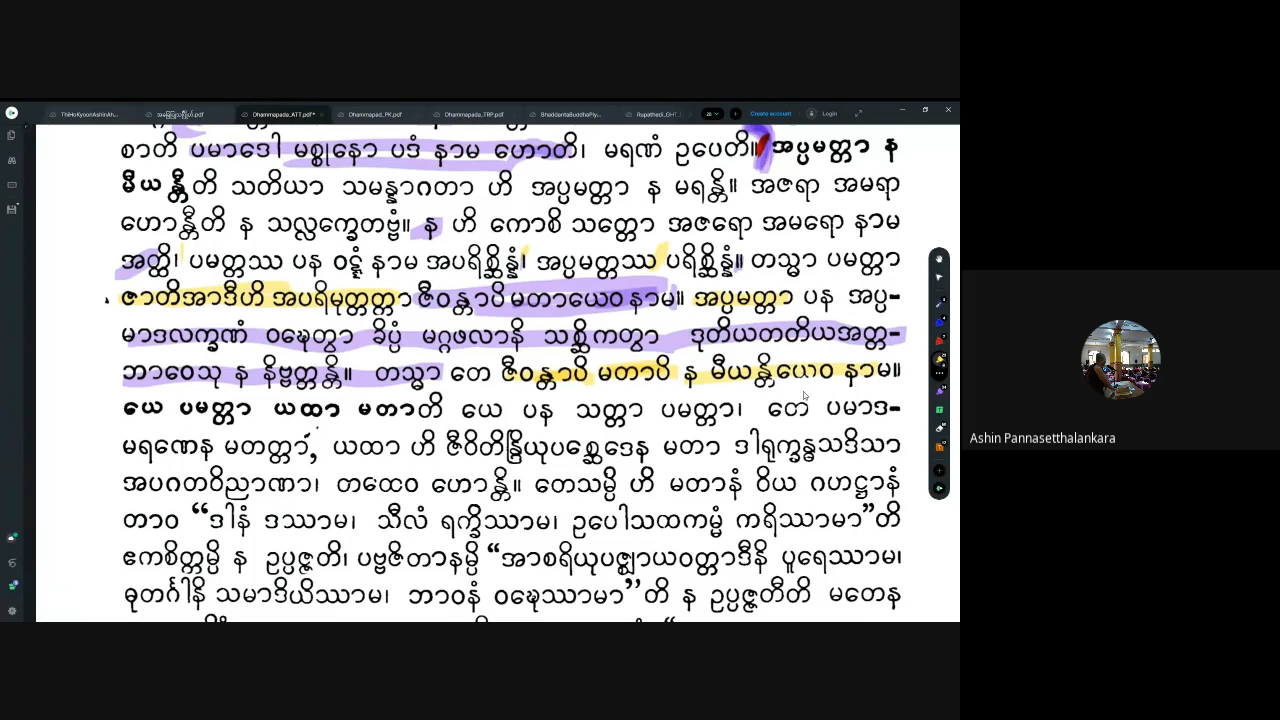 ThiHoKyoonAshinAh...
Dhammapada_ATT.pdf*
Dhammapad_PK.pdf
Dhammapada_TRP.pdf
BhaddantaBuddhaPiy...
Rupathedi_GHT_
Create account
Login
စာတိ ပမာဒေါ မစ္စုနော ပဒံ နာမ ဟောတိ၊ မရဏံ ဥပေတိ။ အပ္ပမတ္တာ န
မီယန္တီတိ သတိယာ သမန္နာဂတာ ဟိ အပ္ပမတ္တာ န မရန္တိ။ အဇရာ အမရာ
ဟောန္တီတိ န သလ္လက္ခေတဗ္ဗံ။ န ဟိ ကောစိ သတ္တော အဇရော အမရော နာမ
အတ္ထိ၊ ပမတ္တဿ ပန ဝဋ္ဋံ နာမ အပရိစ္ဆိန္နံ၊ အပ္ပမတ္တဿ ပရိစ္ဆိန္နံ။ တသ္မာ ပမတ္တာ
ဇာတိအာဒီဟိ အပရိမုတ္တတ္တာ ဇီဝန္တာပိ မတာယေဝ နာမ။ အပ္ပမတ္တာ ပန အပ္ပ-
မာဒလက္ခဏံ ဝဍ္ဎေတွာ ခိပ္ပံ မဂ္ဂဖလာနိ သစ္ဆိကတွာ ဒုတိယတတိယအတ္တ-
ဘာဝေသု န နိဗ္ဗတ္တန္တိ။ တသ္မာ တေ ဇီဝန္တာပိ မတာပိ န မီယန္တိယေဝ နာမ။
ယေ ပမတ္တာ ယထာ မတာတိ ယေ ပန သတ္တာ ပမတ္တာ၊ တေ ပမာဒ-
မရဏေန မတတ္တာ, ယထာ ဟိ ဇီဝိတိန္ဒြိယုပစ္ဆေဒေန မတာ ဒါရုက္ခန္ဓသဒိသာ
အပဂတဝိညာဏာ၊ တထေဝ ဟောန္တိ။ တေသမ္ပိ ဟိ မတာနံ ဝိယ ဂဟဋ္ဌာနံ
တာဝ “ဒါနံ ဒဿာမ၊ သီလံ ရက္ခိဿာမ၊ ဥပေါသထကမ္မံ ကရိဿာမာ”တိ
ဧကစိတ္တမ္ပိ န ဥပ္ပဇ္ဇတိ၊ ပဗ္ဗဇိတာနမ္ပိ “အာစရိယုပဇ္ဈာယဝတ္တာဒီနိ ပူရေဿာမ၊
ဓုတင်္ဂါနိ သမာဒိယိဿာမ၊ ဘာဝနံ ဝဍ္ဎေဿာမာ”တိ န ဥပ္ပဇ္ဇတီတိ မတေန
Ashin Pannasetthalankara